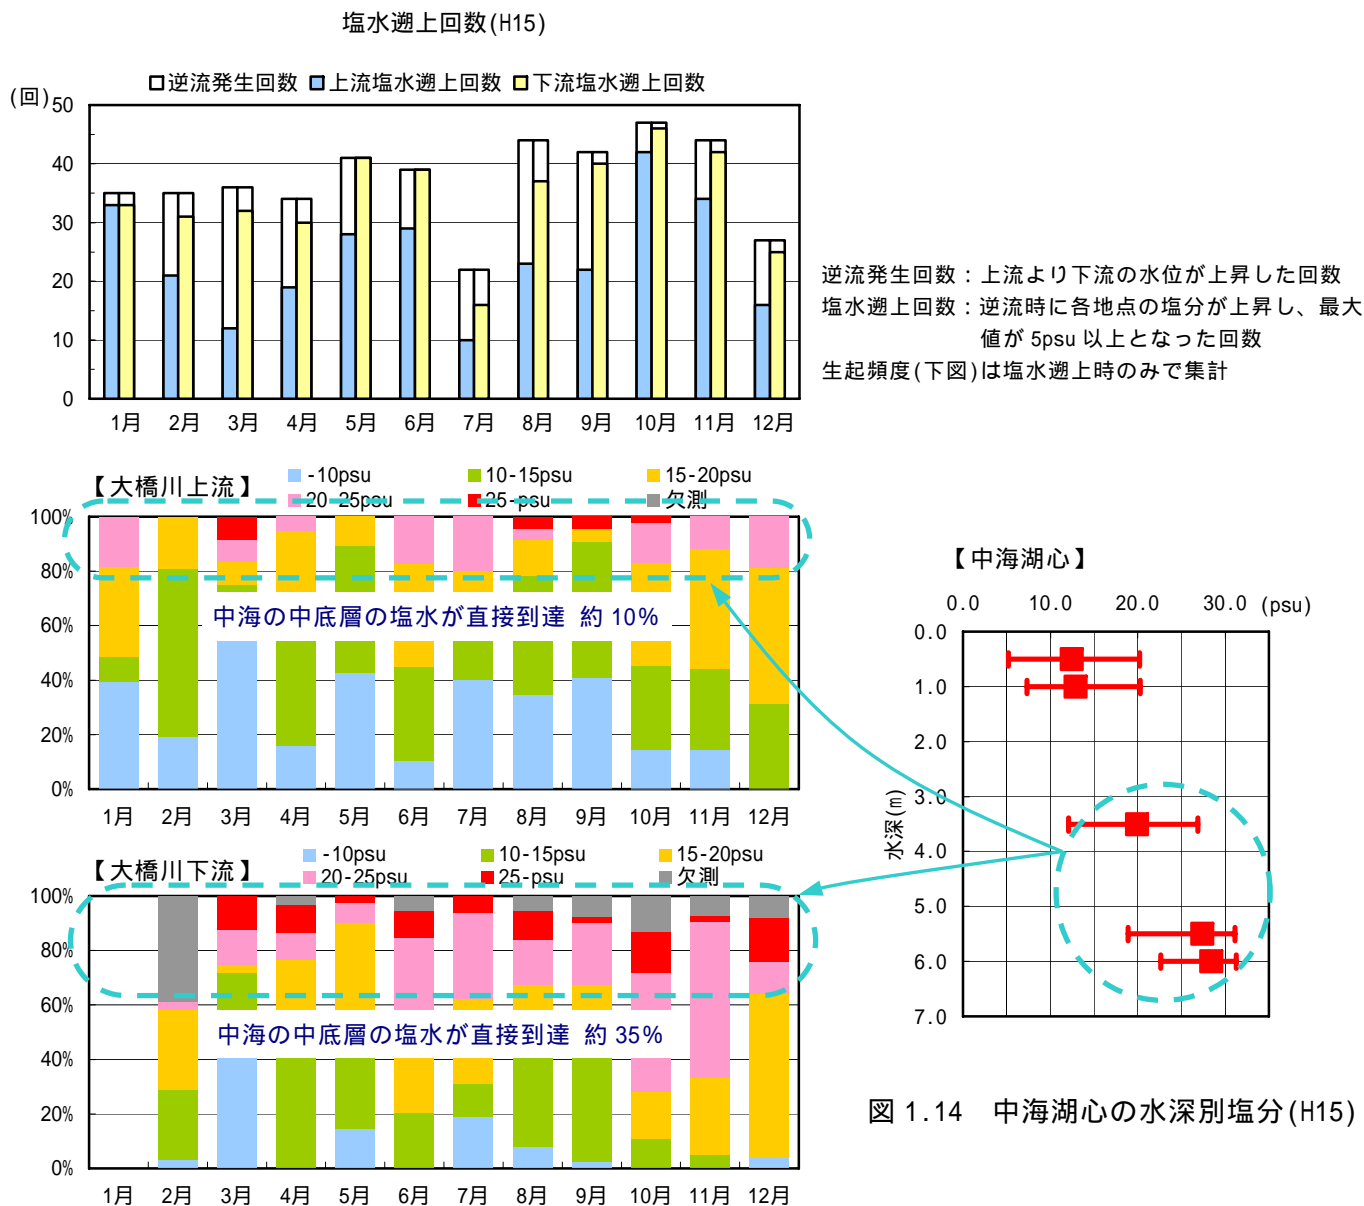 塩水遡上回数(H15)
逆流発生回数 上流塩水遡上回数 下流塩水遡上回数
(回)
50
40
30
20
10
0
1月 2月 3月 4月 5月 6月 7月 8月 9月 10月 11月 12月
逆流発生回数：上流より下流の水位が上昇した回数
塩水遡上回数：逆流時に各地点の塩分が上昇し、最大
値が 5psu 以上となった回数
生起頻度(下図)は塩水遡上時のみで集計
【大橋川上流】
-10psu 10-15psu 15-20psu
20-25psu 25-psu 欠測
100%
80%
60%
40%
20%
0%
中海の中底層の塩水が直接到達 約 10%
1月 2月 3月 4月 5月 6月 7月 8月 9月 10月 11月 12月
【大橋川下流】
-10psu 10-15psu 15-20psu
20-25psu 25-psu 欠測
100%
80%
60%
40%
20%
0%
中海の中底層の塩水が直接到達 約 35%
1月 2月 3月 4月 5月 6月 7月 8月 9月 10月 11月 12月
【中海湖心】
0.0 10.0 20.0 30.0 (psu)
0.0
1.0
2.0
3.0
4.0
5.0
6.0
7.0
水深(m)
図 1.14 中海湖心の水深別塩分(H15)